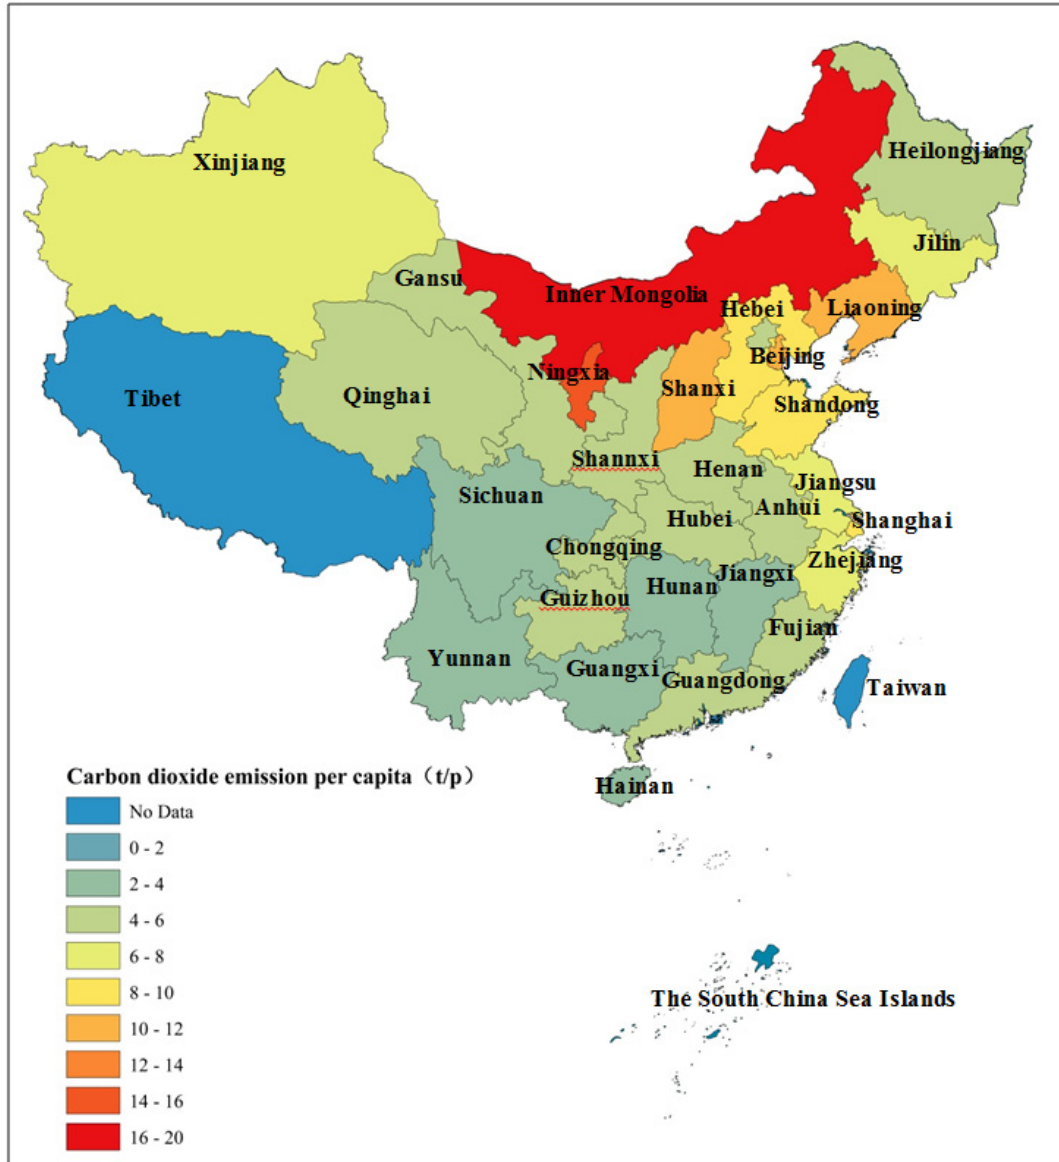 Xinjiang
Heilongjiang
Jilin
Gansu
Inner Mongolia
Hebei
Liaoning
Beijing
Ningxia
Shanxi
Tibet
Qinghai
Shandong
Shannxi
Henan
Jiangsu
Sichuan
Anhui
Hubei
Shanghai
Chongqing
Zhejiang
Hunan
Jiangxi
Guizhou
Fujian
Yunnan
Guangxi
Guangdong
Taiwan
Hainan
Carbon dioxide emission per capita（t/p）
No Data
0 - 2
2 - 4
4 - 6
6 - 8
8 - 10
10 - 12
12 - 14
14 - 16
16 - 20
The South China Sea Islands